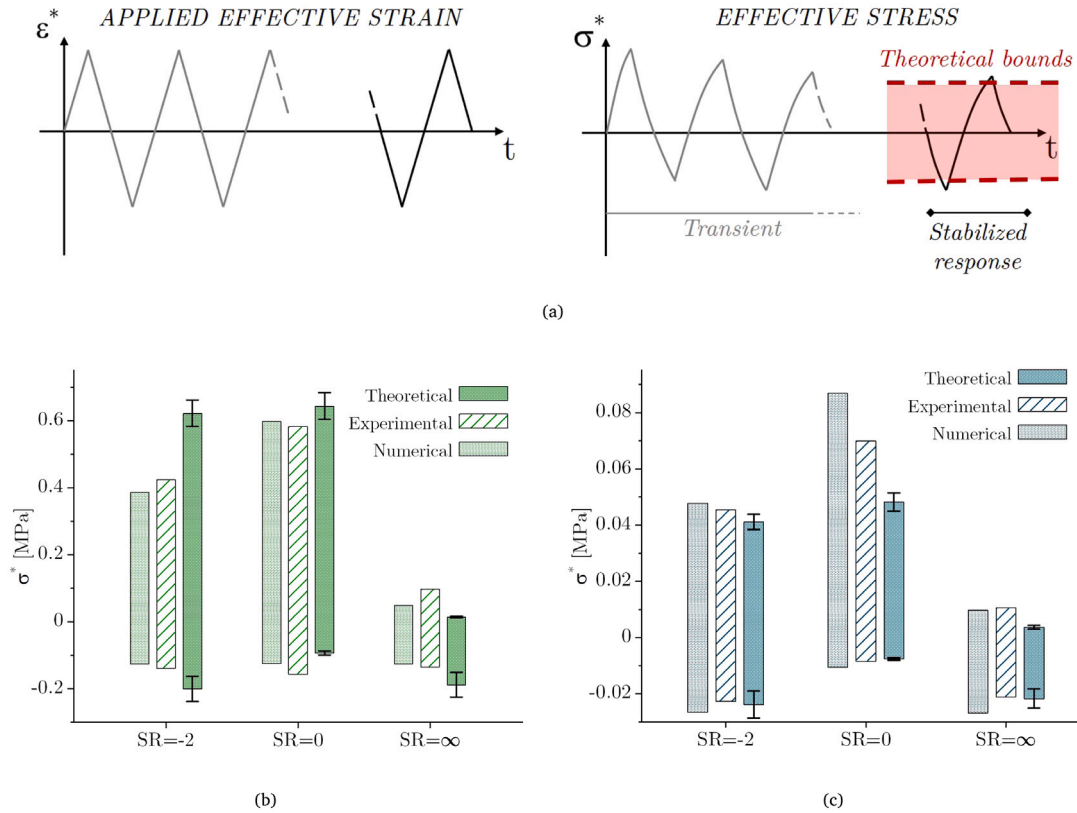 APPLIED EFFECTIVE STRAIN
ε*
t
EFFECTIVE STRESS
σ*
Theoretical bounds
t
Transient
Stabilized
response
(a)
Theoretical
Experimental
Numerical
σ* [MPa]
0.6
0.4
0.2
0
-0.2
SR=-2
SR=0
SR=∞
(b)
Theoretical
Experimental
Numerical
σ* [MPa]
0.08
0.06
0.04
0.02
0
-0.02
SR=-2
SR=0
SR=∞
(c)